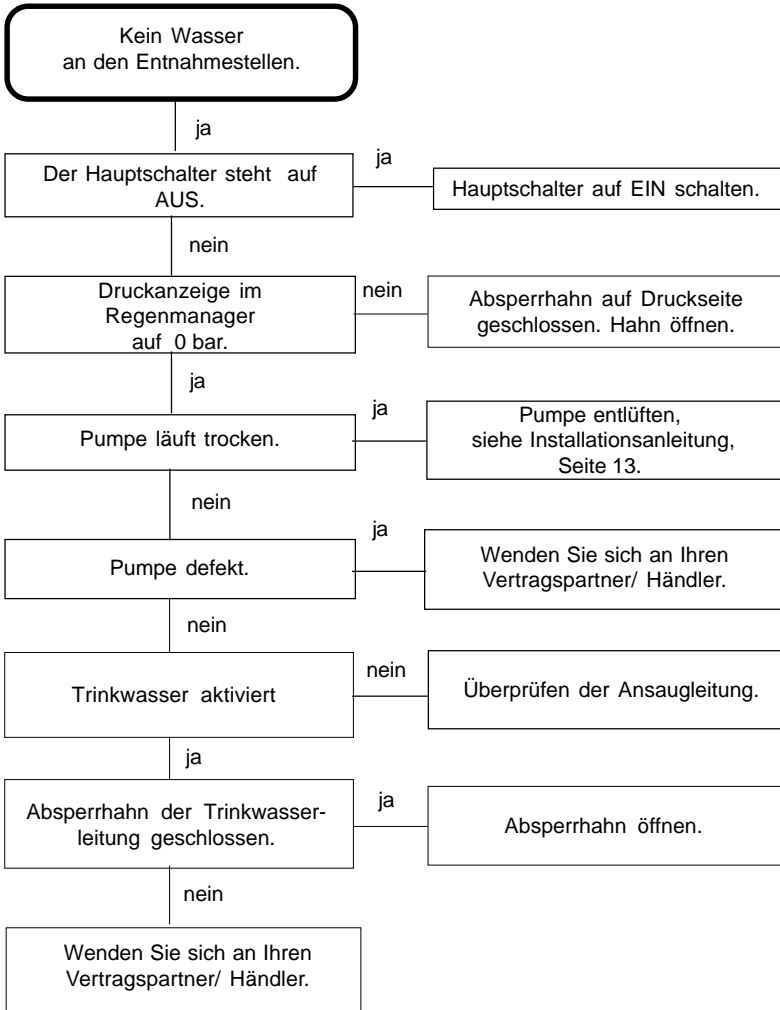 Kein Wasser
an den Entnahmestellen.
ja
Der Hauptschalter steht auf
AUS.
ja
Hauptschalter auf EIN schalten.
nein
Druckanzeige im
Regenmanager
auf 0 bar.
nein
Absperrhahn auf Druckseite
geschlossen. Hahn öffnen.
ja
Pumpe läuft trocken.
ja
Pumpe entlüften,
siehe Installationsanleitung,
Seite 13.
nein
Pumpe defekt.
ja
Wenden Sie sich an Ihren
Vertragspartner/ Händler.
nein
Trinkwasser aktiviert
nein
Überprüfen der Ansaugleitung.
ja
Absperrhahn der Trinkwasser-
leitung geschlossen.
ja
Absperrhahn öffnen.
nein
Wenden Sie sich an Ihren
Vertragspartner/ Händler.